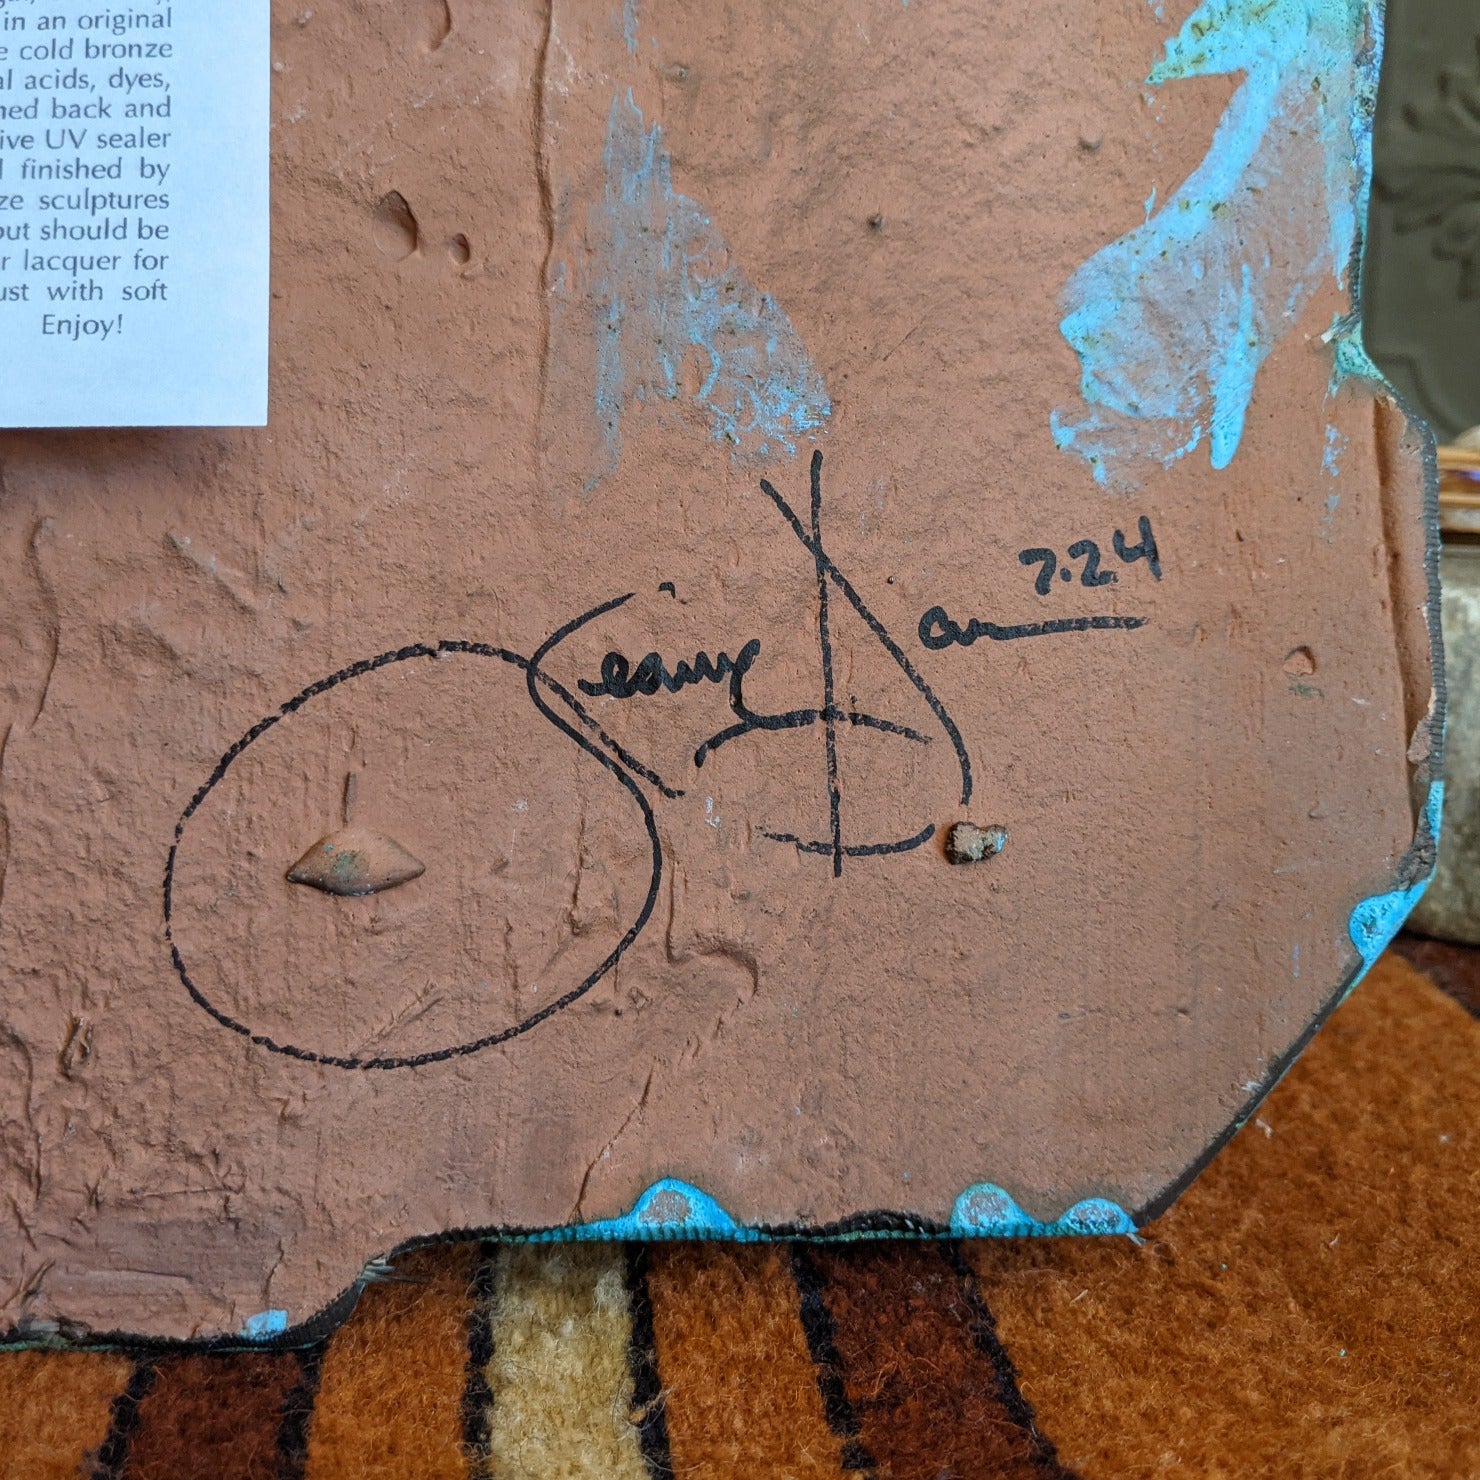 in an original
e cold bronze
al acids, dyes,
ned back and
ive UV sealer
l finished by
ze sculptures
but should be
r lacquer for
ust with soft
Enjoy!
7.24